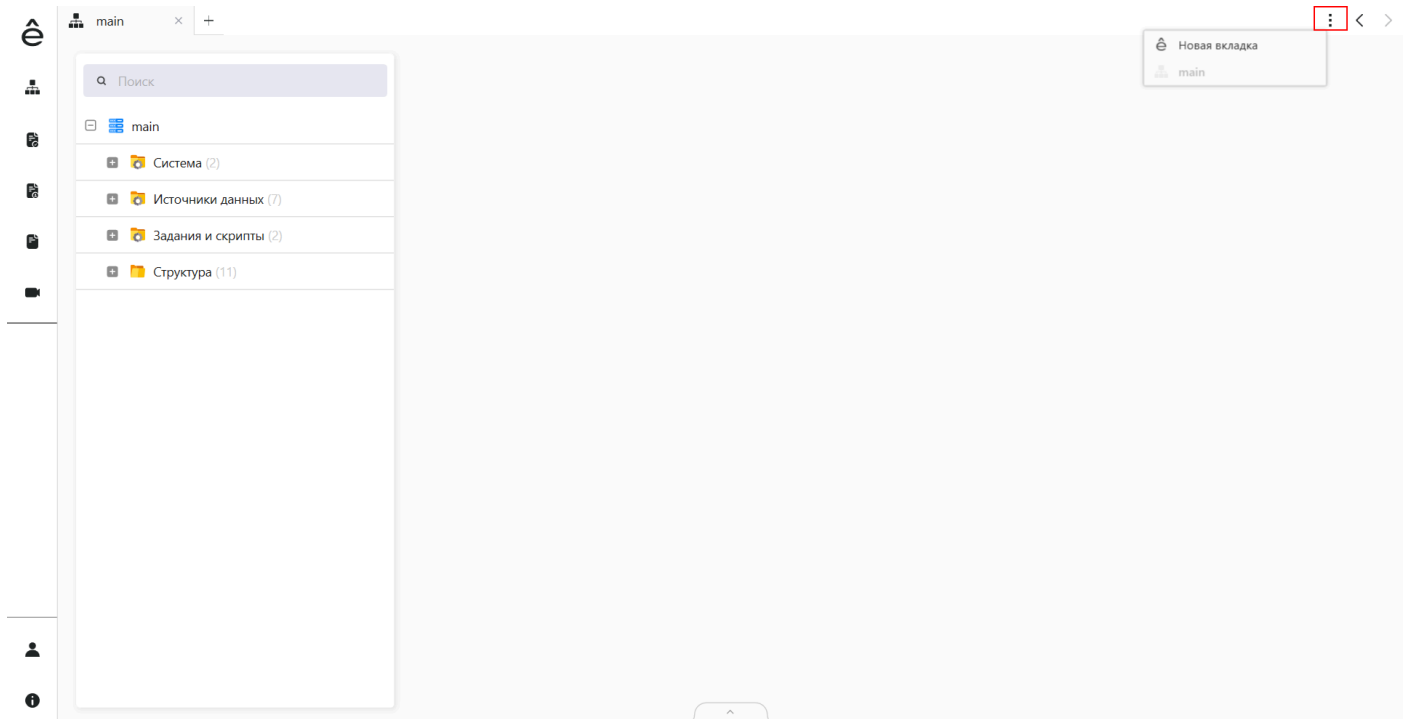 ê
main
Новая вкладка
main
Поиск
main
Система (2)
Источники данных (7)
Задания и скрипты (2)
Структура (11)